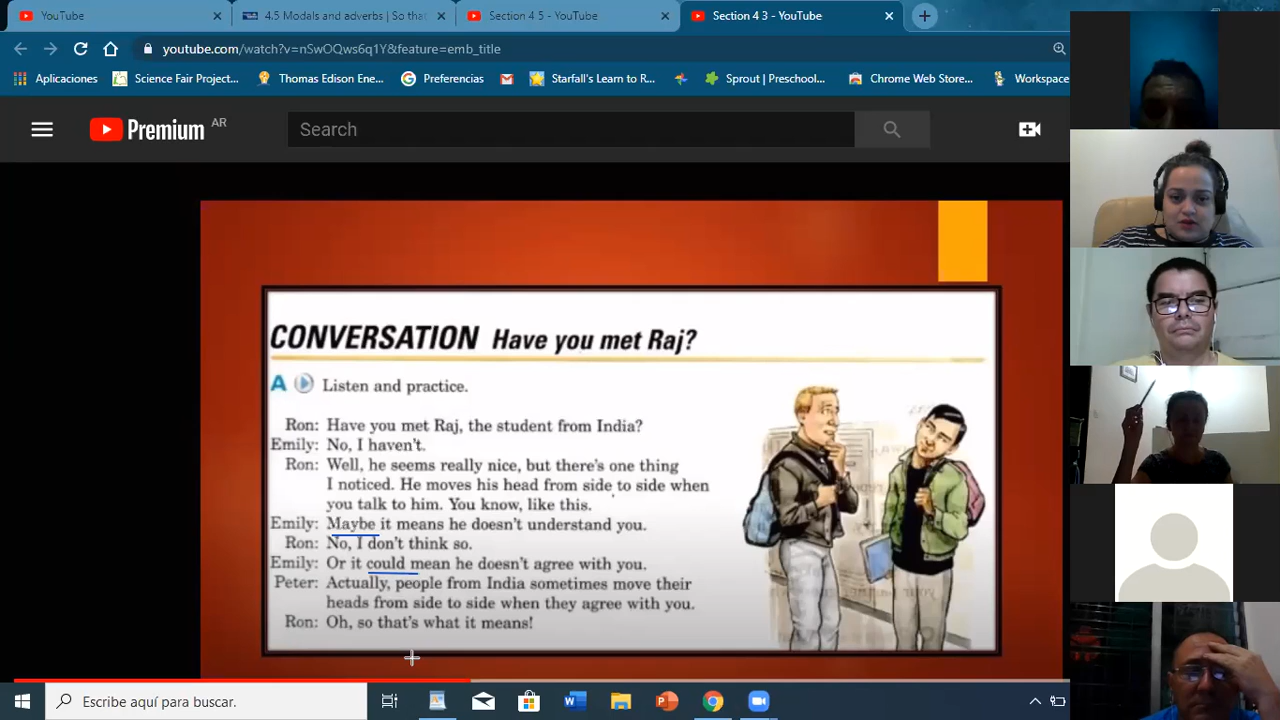 YouTube
4.5 Modals and adverbs | So that
Section 4 5 - YouTube
Section 4 3 - YouTube
youtube.com/watch?v=nSwOQws6q1Y&feature=emb_title
Aplicaciones
Science Fair Project...
Thomas Edison Ene...
Preferencias
Starfall's Learn to R...
Sprout | Preschool...
Chrome Web Store...
Workspace
Premium AR
Search
CONVERSATION Have you met Raj?
A Listen and practice.
Ron: Have you met Raj, the student from India?
Emily: No, I haven't.
Ron: Well, he seems really nice, but there's one thing
I noticed. He moves his head from side to side when
you talk to him. You know, like this.
Emily: Maybe it means he doesn't understand you.
Ron: No, I don't think so.
Emily: Or it could mean he doesn't agree with you.
Peter: Actually, people from India sometimes move their
heads from side to side when they agree with you.
Ron: Oh, so that's what it means!
Escribe aquí para buscar.